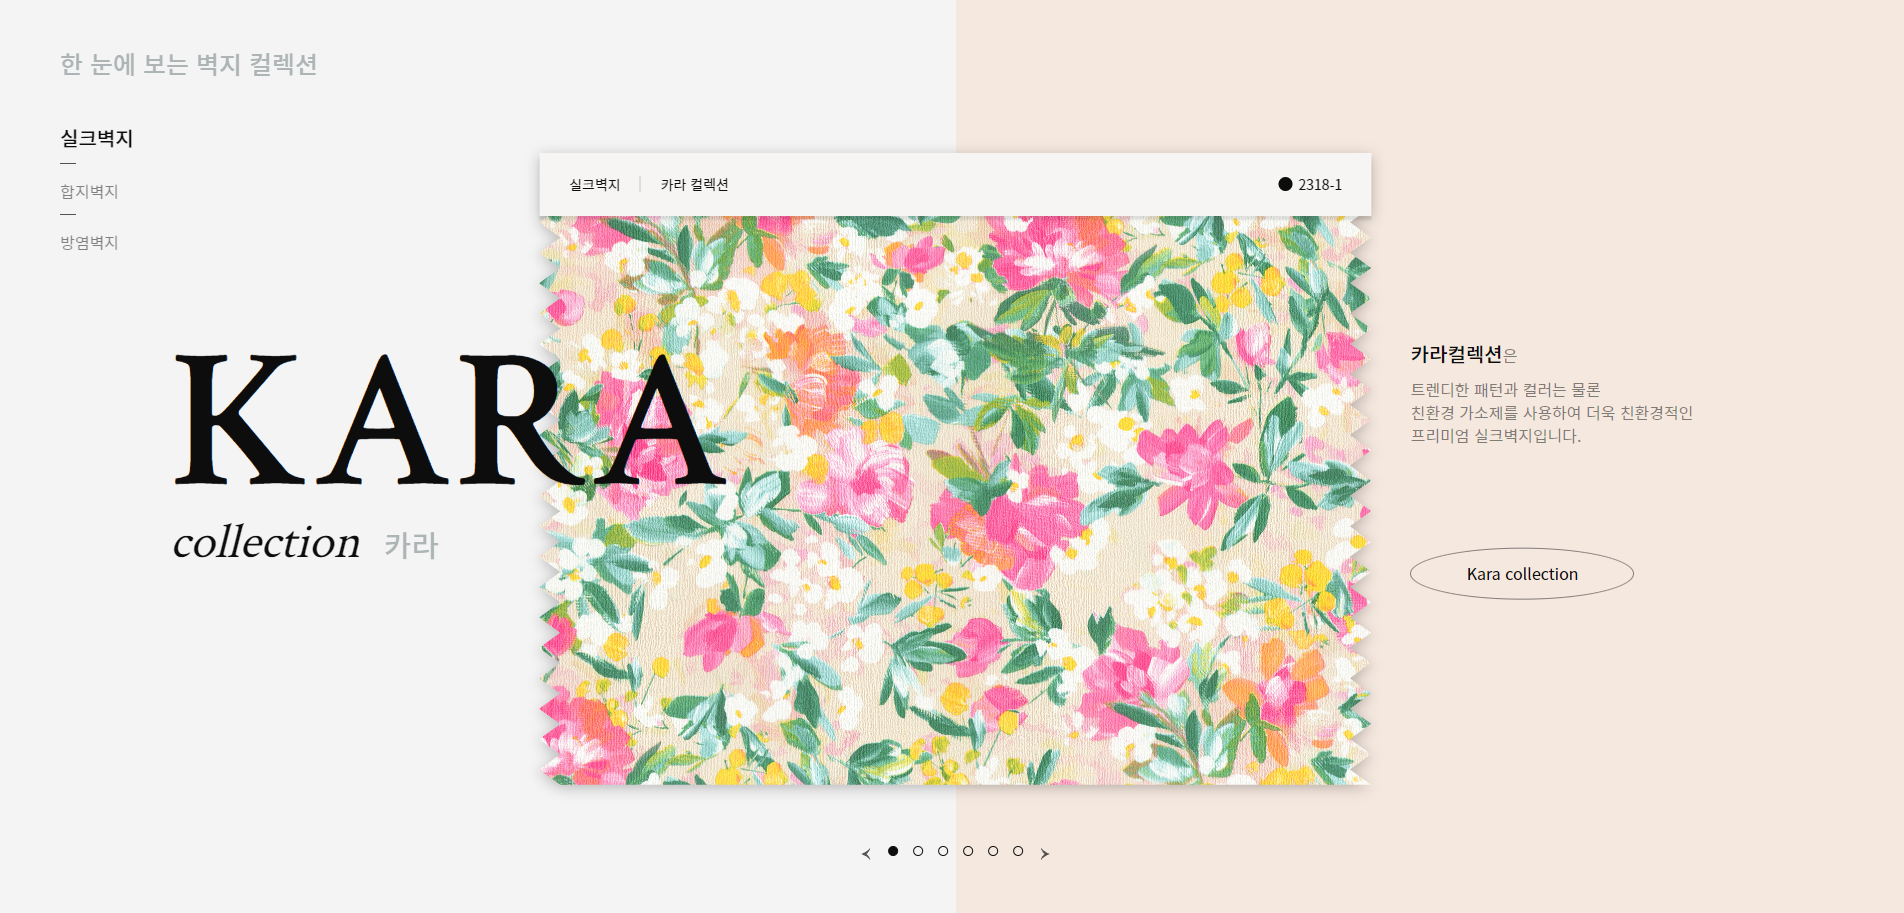 한 눈에 보는 벽지 컬렉션
실크벽지
합지벽지
방염벽지
실크벽지 카라 컬렉션 2318-1
KARA
collection 카라
카라컬렉션은
트렌디한 패턴과 컬러는 물론
친환경 가소제를 사용하여 더욱 친환경적인
프리미엄 실크벽지입니다.
Kara collection